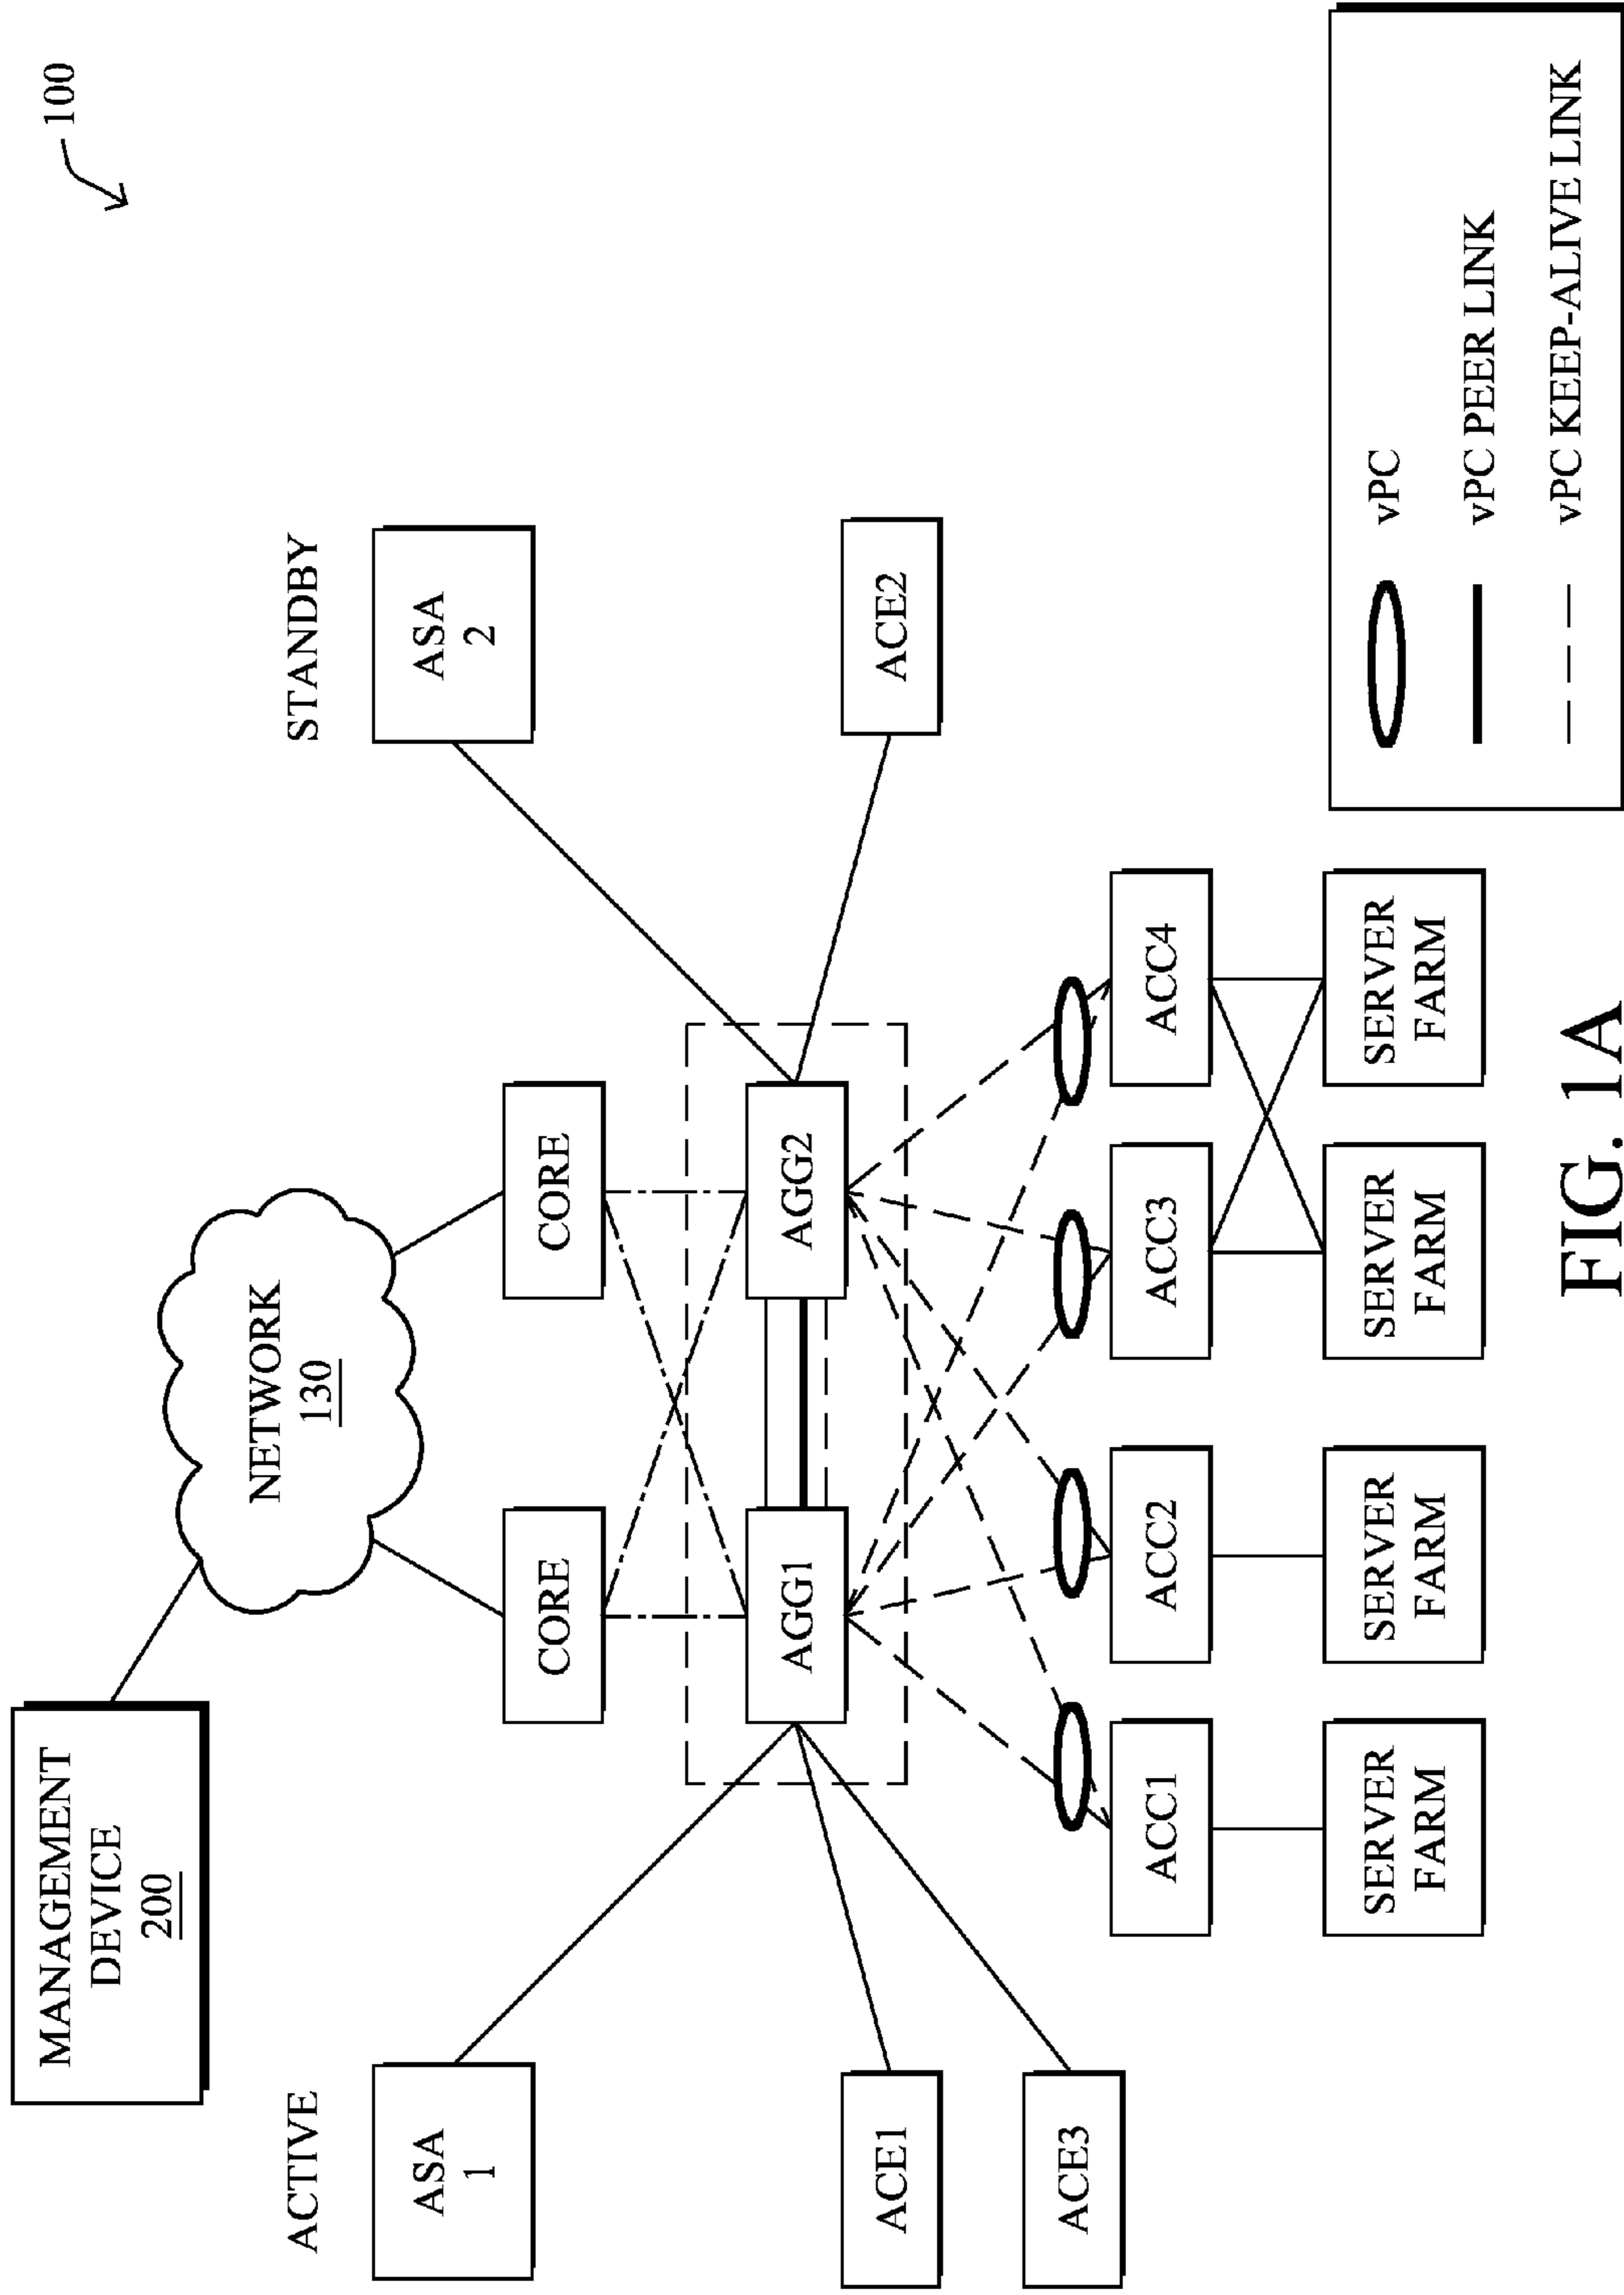 100
MANAGEMENT
DEVICE
200
NETWORK
130
ACTIVE
STANDBY
ASA
1
ASA
2
CORE
CORE
AGG1
AGG2
ACE1
ACE2
ACE3
ACC1
ACC2
ACC3
ACC4
SERVER
FARM
SERVER
FARM
SERVER
FARM
SERVER
FARM
vPC
vPC PEER LINK
vPC KEEP-ALIVE LINK
FIG. 1A